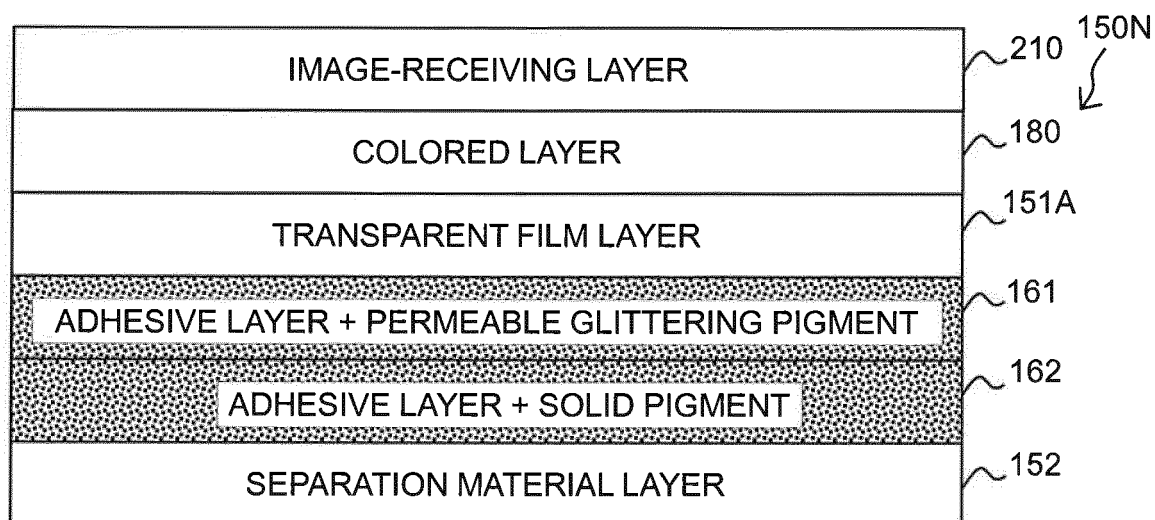 150N
IMAGE-RECEIVING LAYER 210
COLORED LAYER 180
TRANSPARENT FILM LAYER 151A
ADHESIVE LAYER + PERMEABLE GLITTERING PIGMENT 161
ADHESIVE LAYER + SOLID PIGMENT 162
SEPARATION MATERIAL LAYER 152